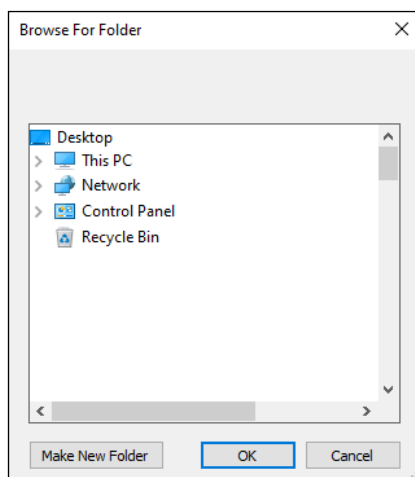 Browse For Folder
Desktop
This PC
Network
Control Panel
Recycle Bin
Make New Folder OK Cancel